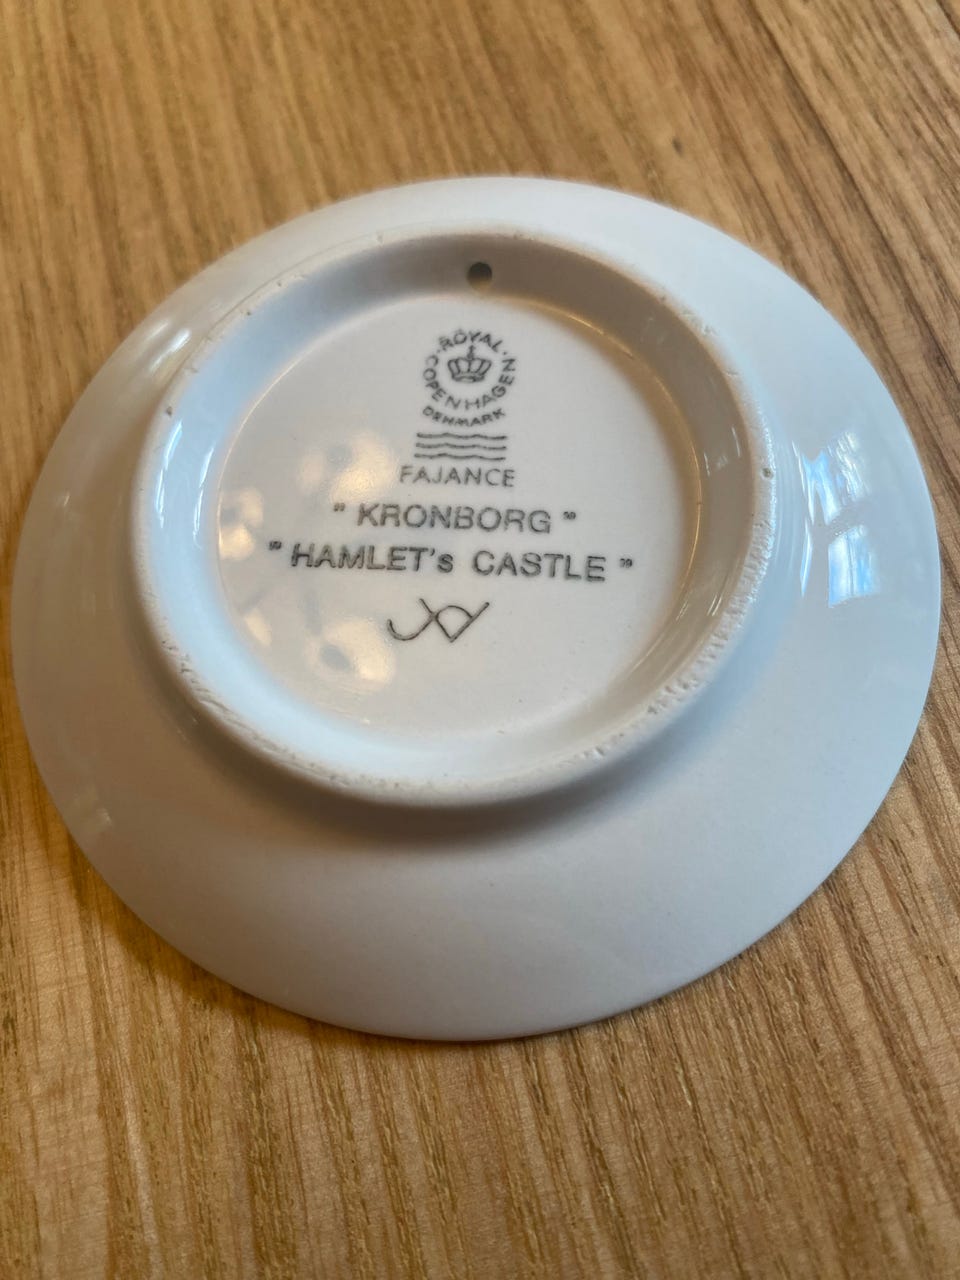 ROYAL
COPENHAGEN
DENMARK
FAJANCE
" KRONBORG "
" HAMLET's CASTLE "